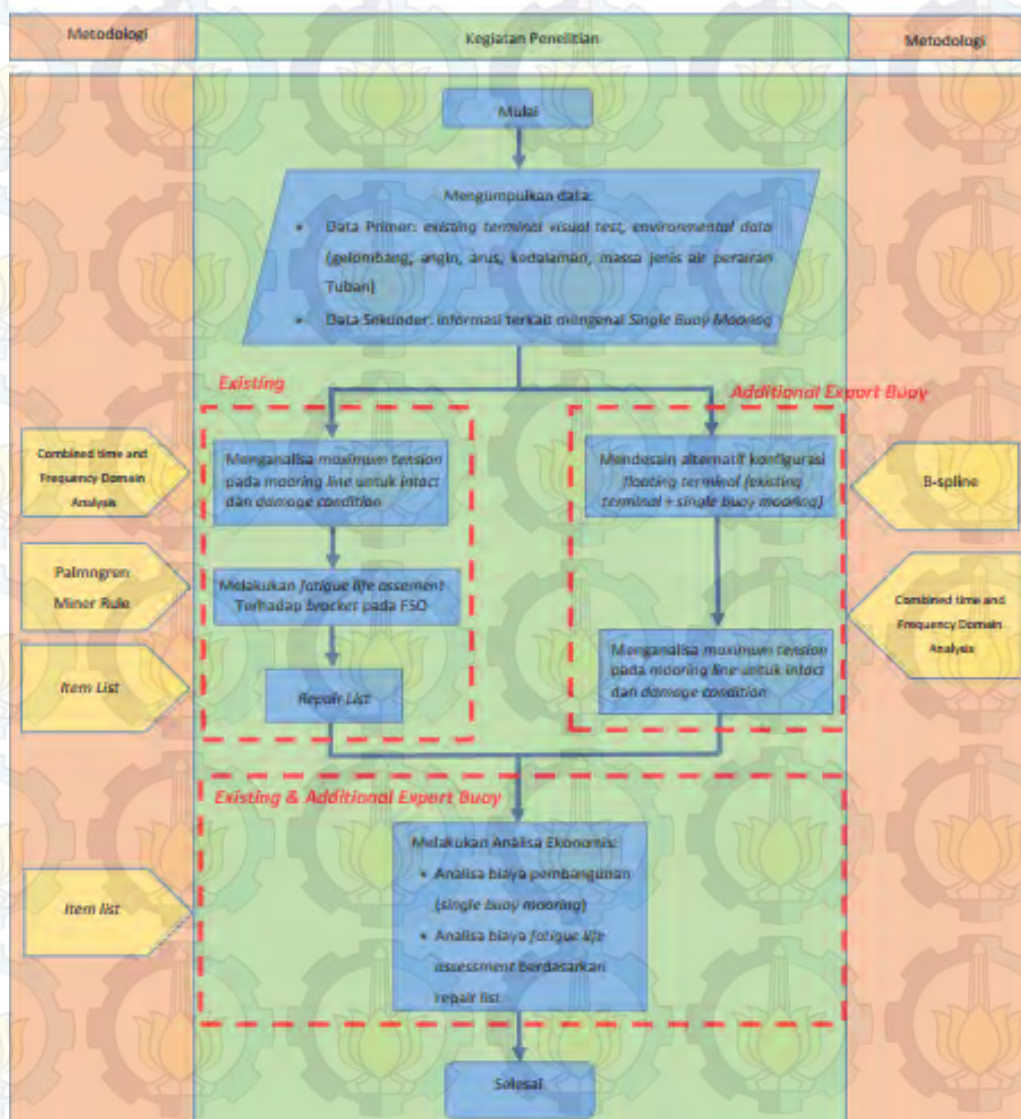 Metodologi
Kegiatan Penelitian
Metodologi
Mulai
Mengumpulkan data:
• Data Primer: existing terminal visual test, environmental data
(gelombang, angin, arus, kedalaman, massa jenis air perairan
Tuban)
• Data Sekunder: informasi terkait mengenai Single Buoy Mooring
Existing
Additional Export Buoy
Combined time and
Frequency Domain
Analysis
Menganalisa maximum tension
pada mooring line untuk intact
dan damage condition
Mendesain alternatif konfigurasi
floating terminal (existing
terminal + single buoy mooring)
B-spline
Palmngren
Miner Rule
Melakukan fatigue life assement
Terhadap bracket pada FSO
Combined time and
Frequency Domain
Analysis
Item List
Repair List
Menganalisa maximum tension
pada mooring line untuk intact
dan damage condition
Existing & Additional Export Buoy
Item list
Melakukan Analisa Ekonomis:
• Analisa biaya pembangunan
(single buoy mooring)
• Analisa biaya fatigue life
assessment berdasarkan
repair list
Selesai